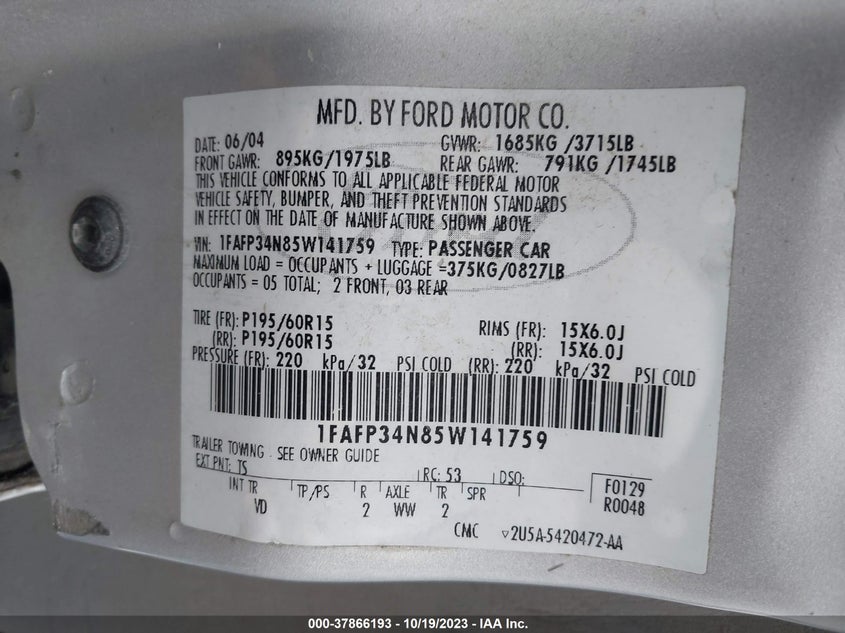 MFD. BY FORD MOTOR CO.
DATE: 06/04 GVWR: 1685KG /3715LB
FRONT GAWR: 895KG/1975LB REAR GAWR: 791KG /1745LB
THIS VEHICLE CONFORMS TO ALL APPLICABLE FEDERAL MOTOR
VEHICLE SAFETY, BUMPER, AND THEFT PREVENTION STANDARDS
IN EFFECT ON THE DATE OF MANUFACTURE SHOWN ABOVE.
VIN: 1FAFP34N85W141759 TYPE: PASSENGER CAR
MAXIMUM LOAD = OCCUPANTS + LUGGAGE =375KG/0827LB
OCCUPANTS = 05 TOTAL; 2 FRONT, 03 REAR
TIRE (FR): P195/60R15 RIMS (FR): 15X6.0J
(RR): P195/60R15 (RR): 15X6.0J
PRESSURE (FR): 220 kPa/32 PSI COLD (RR): 220 kPa/32 PSI COLD
1FAFP34N85W141759
TRAILER TOWING - SEE OWNER GUIDE
EXT PNT: TS RC: 53 DSO:
INT TR TP/PS R AXLE TR SPR F0129
VD 2 WW 2 R0048
CMC ▽2U5A-5420472-AA
000-37866193 - 10/19/2023 - IAA Inc.